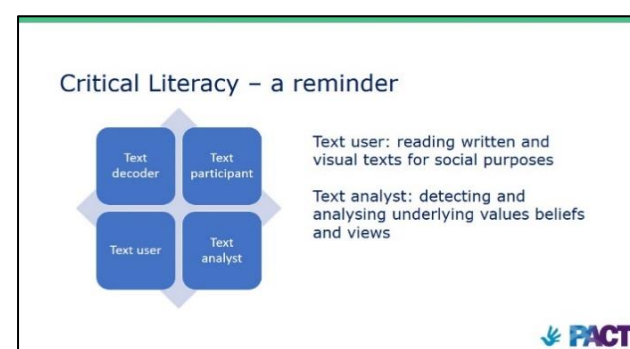 Critical Literacy – a reminder
Text
decoder
Text
participant
Text user
Text
analyst
Text user: reading written and
visual texts for social purposes
Text analyst: detecting and
analysing underlying values beliefs
and views
PACT